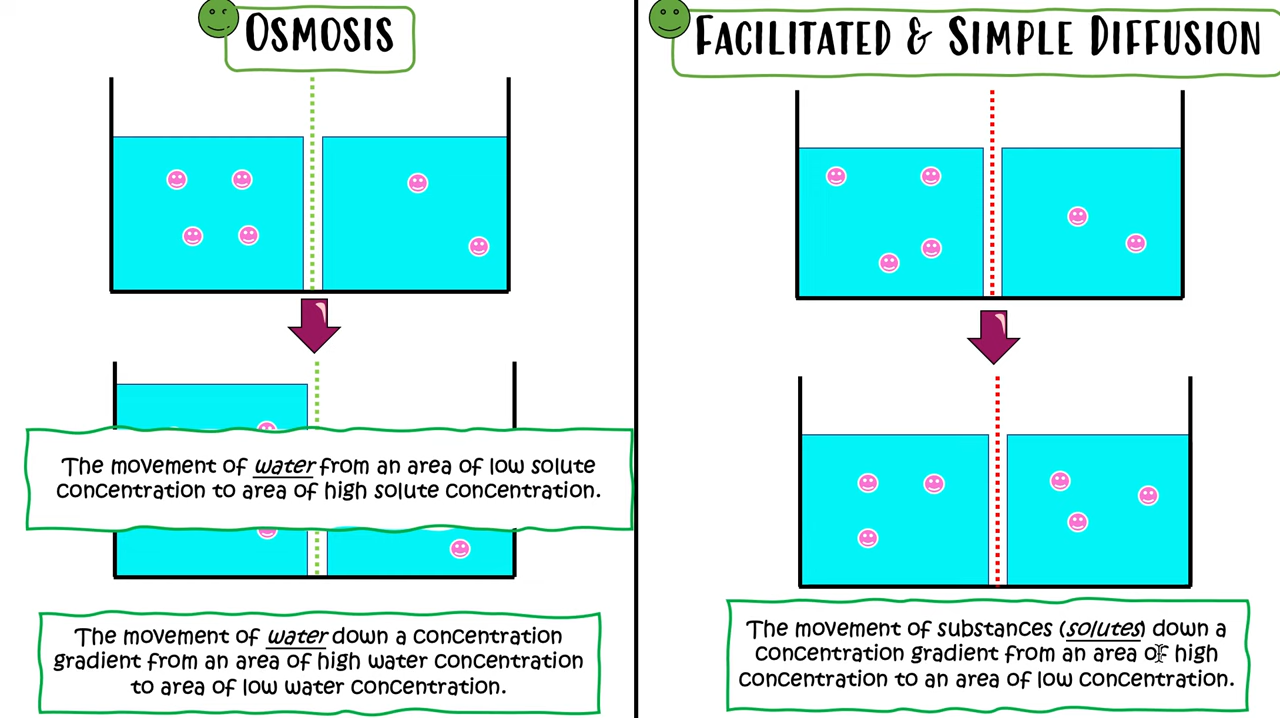 OSMOSIS
The movement of water from an area of low solute
concentration to area of high solute concentration.
The movement of water down a concentration
gradient from an area of high water concentration
to area of low water concentration.
FACILITATED & SIMPLE DIFFUSION
The movement of substances (solutes) down a
concentration gradient from an area of high
concentration to an area of low concentration.